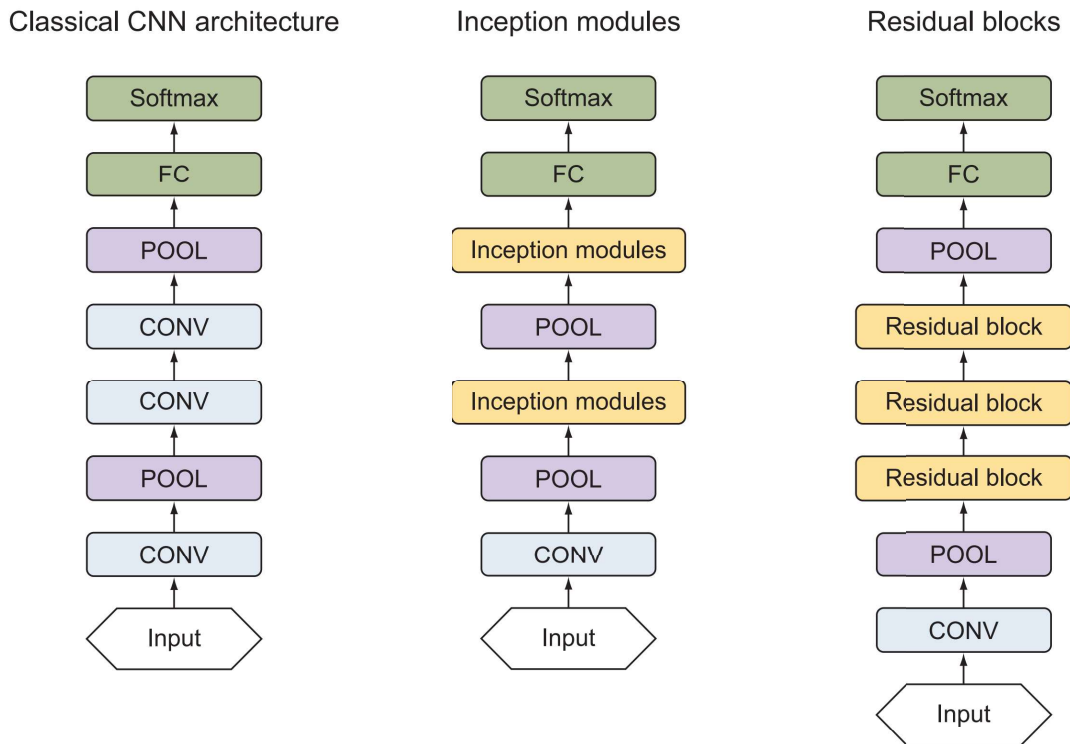 Classical CNN architecture
Softmax
FC
POOL
CONV
CONV
POOL
CONV
Input
Inception modules
Softmax
FC
Inception modules
POOL
Inception modules
POOL
CONV
Input
Residual blocks
Softmax
FC
POOL
Residual block
Residual block
Residual block
POOL
CONV
Input